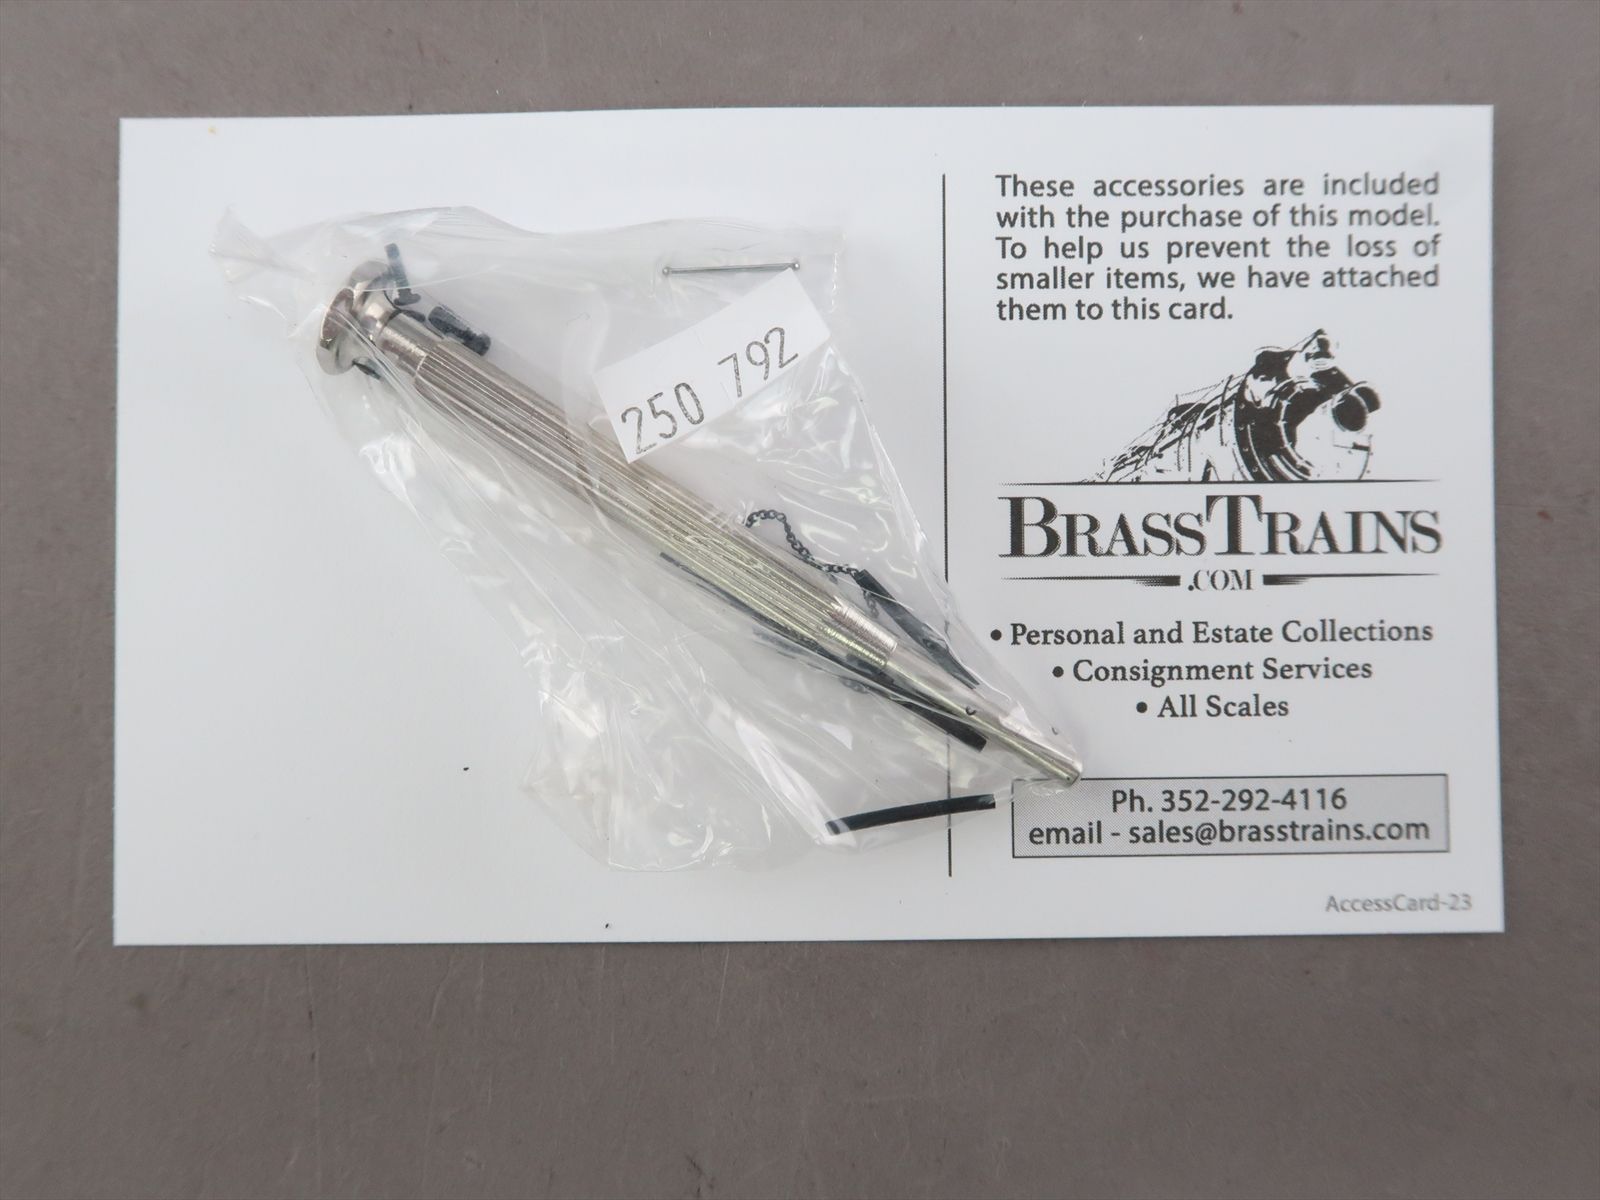 250 792
These accessories are included
with the purchase of this model.
To help us prevent the loss of
smaller items, we have attached
them to this card.
BRASSTRAINS
.COM
• Personal and Estate Collections
• Consignment Services
• All Scales
Ph. 352-292-4116
email - sales@brasstrains.com
AccessCard-23